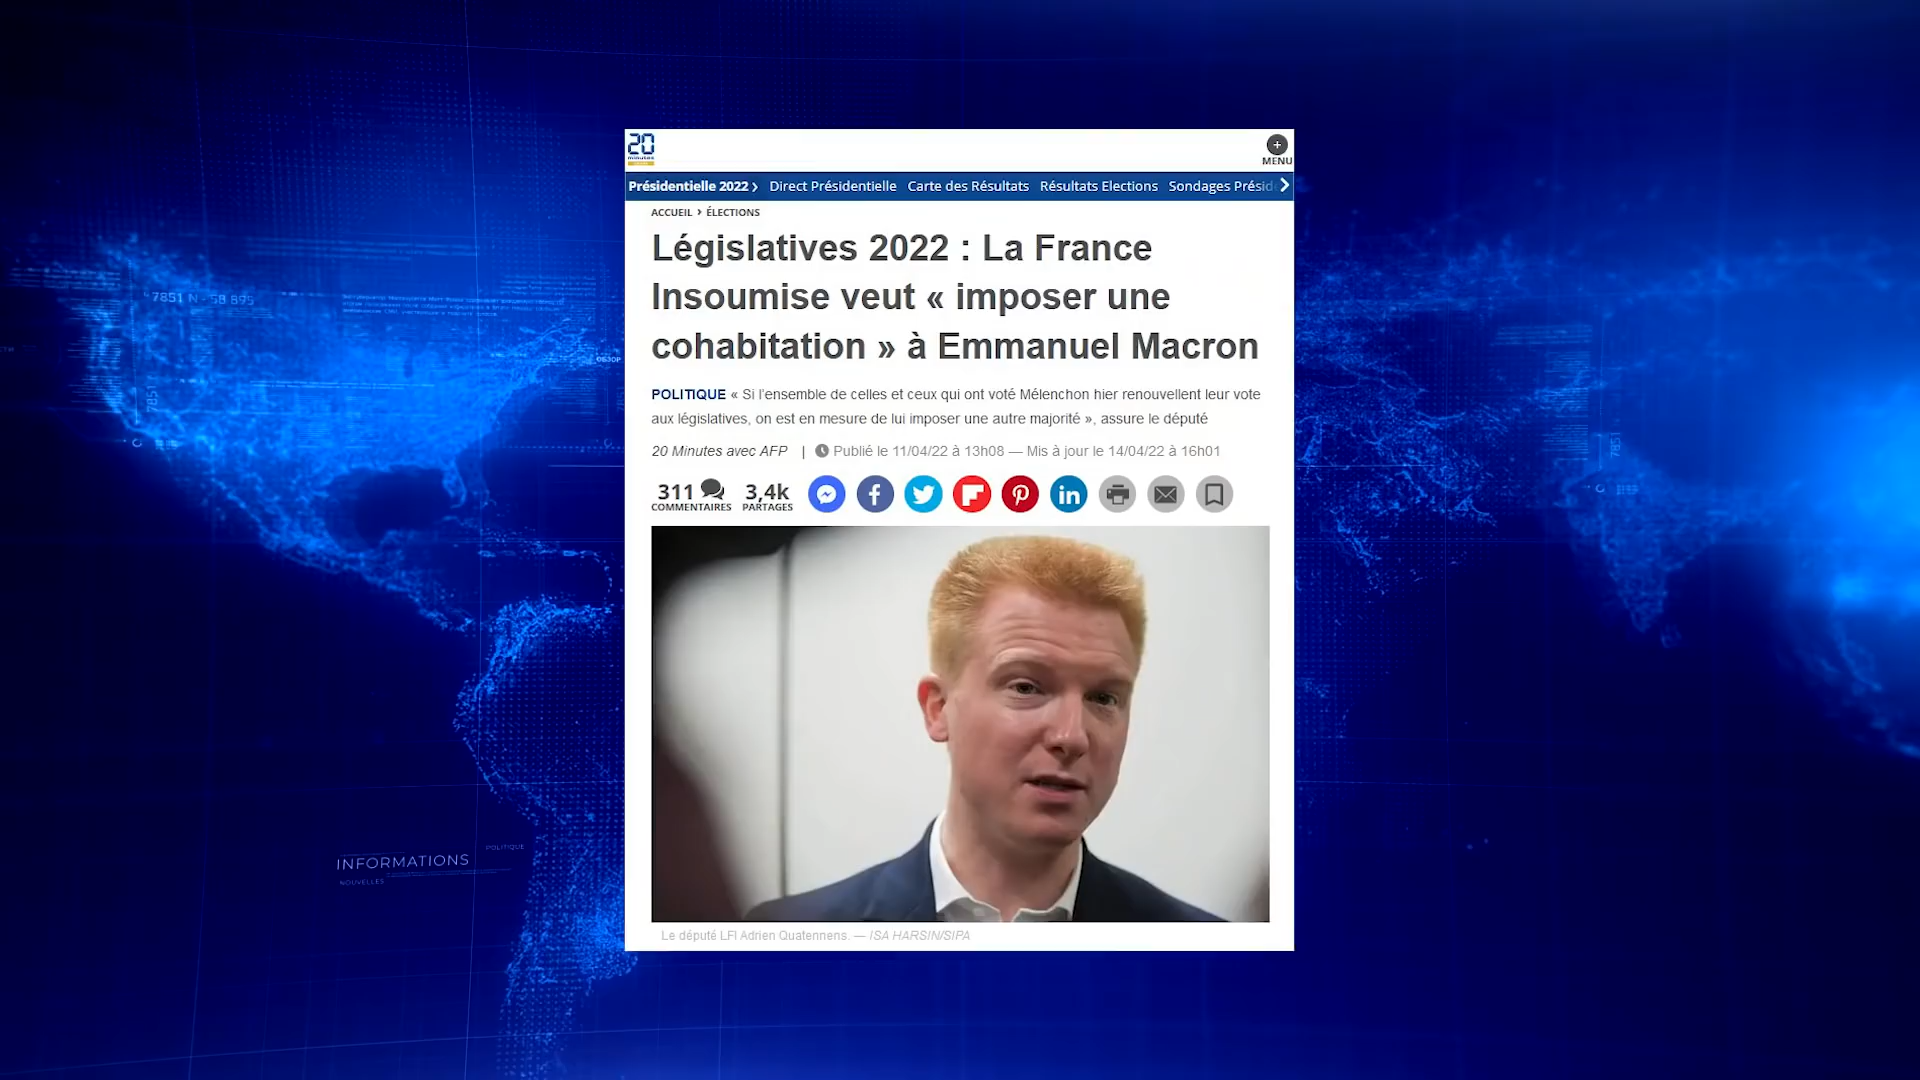 20
minutes
MENU
Présidentielle 2022 › Direct Présidentielle Carte des Résultats Résultats Elections Sondages Présid
ACCUEIL › ÉLECTIONS
Législatives 2022 : La France
Insoumise veut « imposer une
cohabitation » à Emmanuel Macron
POLITIQUE « Si l’ensemble de celles et ceux qui ont voté Mélenchon hier renouvellent leur vote
aux législatives, on est en mesure de lui imposer une autre majorité », assure le député
20 Minutes avec AFP | Publié le 11/04/22 à 13h08 — Mis à jour le 14/04/22 à 16h01
311 3,4k
COMMENTAIRES PARTAGES
Le député LFI Adrien Quatennens. — ISA HARSIN/SIPA
7851 N - 5B 895
7851
ОБЗОР
7851
INFORMATIONS
POLITIQUE
NOUVELLES